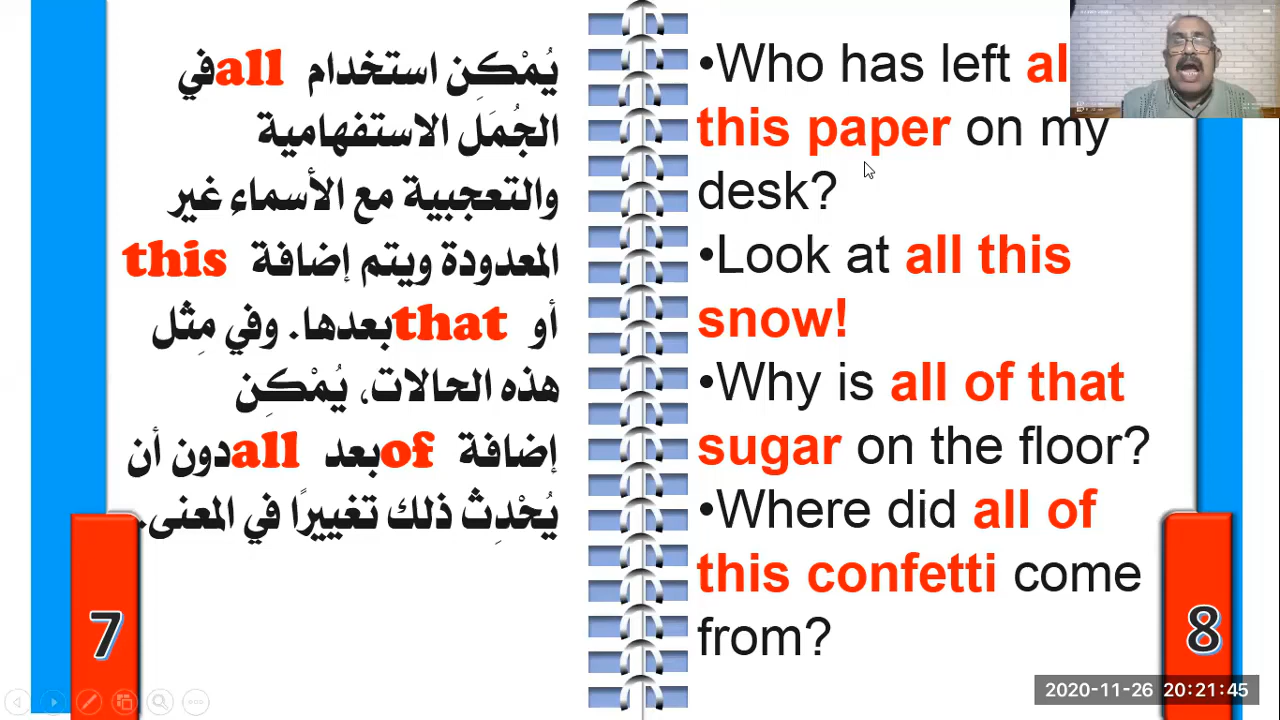 يُمْكِن استخدام all في
الجُمَل الاستفهامية
والتعجبية مع الأسماء غير
المعدودة ويتم إضافة this
أو that بعدها. وفي مِثل
هذه الحالات، يُمْكِن
إضافة of بعد all دون أن
يُحْدِث ذلك تغييرًا في المعنى.
7
•Who has left al
this paper on my
desk?
•Look at all this
snow!
•Why is all of that
sugar on the floor?
•Where did all of
this confetti come
from?
8
2020-11-26 20:21:45